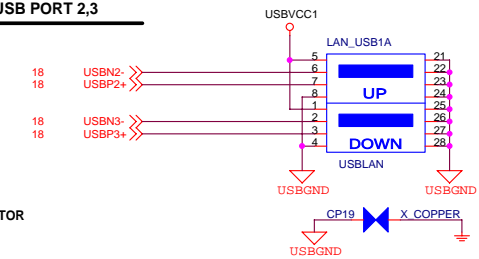 USB PORT 2,3
USBVCC1
LAN_USB1A
18 USBN2-
18 USBP2+
18 USBN3-
18 USBP3+
5
6
7
8
1
2
3
4
UP
DOWN
21
22
23
24
25
26
27
28
USBLAN
USBGND
USBGND
TOR
CP19
X_COPPER
USBGND